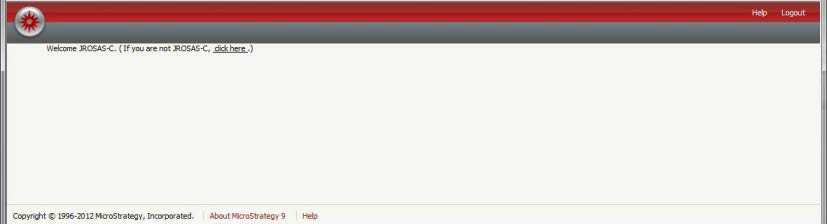 Help Logout
Welcome JROSAS-C. ( If you are not JROSAS-C, click here .)
Copyright © 1996-2012 MicroStrategy, Incorporated. About MicroStrategy 9 Help